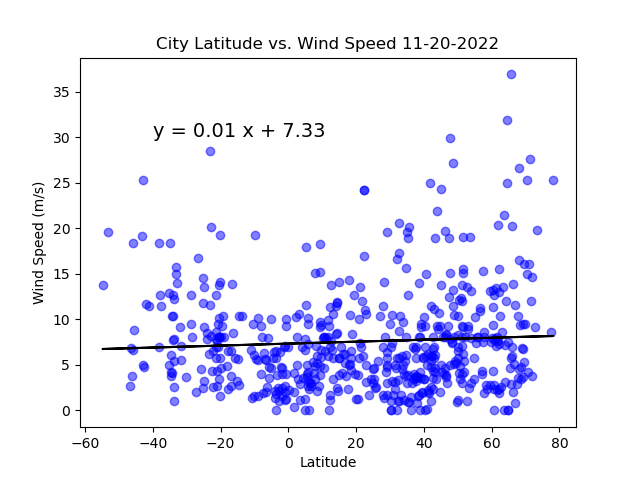 City Latitude vs. Wind Speed 11-20-2022
y = 0.01 x + 7.33
Wind Speed (m/s)
35
30
25
20
15
10
5
0
−60 −40 −20 0 20 40 60 80
Latitude